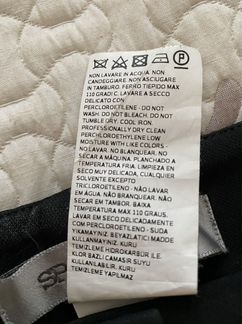 P
NON LAVARE IN ACQUA. NON
CANDEGGIARE. NON ASCIUGARE
IN TAMBURO. FERRO TIEPIDO MAX
110 GRADI C. LAVARE A SECCO
DELICATO CON
PERCLOROETILENE - DO NOT
WASH. DO NOT BLEACH. DO NOT
TUMBLE DRY. COOL IRON.
PROFESSIONALLY DRY CLEAN
PERCHLOROETHYLENE LOW
MOISTURE WITH LIKE COLORS -
NO LAVAR. NO BLANQUEAR. NO
SECAR A MÁQUINA. PLANCHADO A
TEMPERATURA FRIA. LIMPIEZA EN
SECO MUY DELICADA. CUALQUIER
SOLVENTE EXCEPTO
TRICLOROETILENO - NÃO LAVAR
EM ÁGUA. NÃO BRANQUEAR. NÃO
SECAR EM TAMBOR. BAIXA
TEMPERATURA MAX 110 GRAUS.
LAVAR EM SECO DELICADAMENTE
COM PERCLOROETILENO - SUDA
YIKAMAYINIZ. BEYAZLATICI MADDE
KULLANMAYINIZ. KURU
TEMIZLEME HIDROKARBÜR ILE.
KLOR BAZLI CAMASIR SUYU
KULLANMAYINIZ. KURU
TEMIZLEME YAPILMAZ
SP